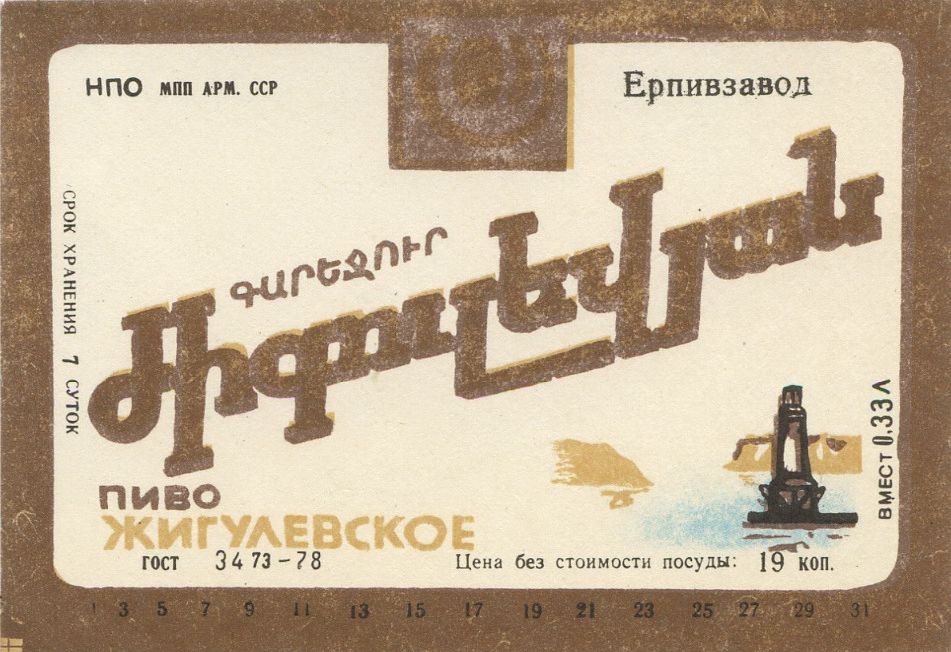 НПО МПП АРМ. ССР
Ерпивзавод
СРОК ХРАНЕНИЯ 7 СУТОК
ԳԱՐԵՋՈՒՐ
Ժիգուլևյան
ВМЕСТ 0,33 Л
ПИВО
ЖИГУЛЕВСКОЕ
ГОСТ 3473-78
Цена без стоимости посуды: 19 коп.
1 3 5 7 9 11 13 15 17 19 21 23 25 27 29 31